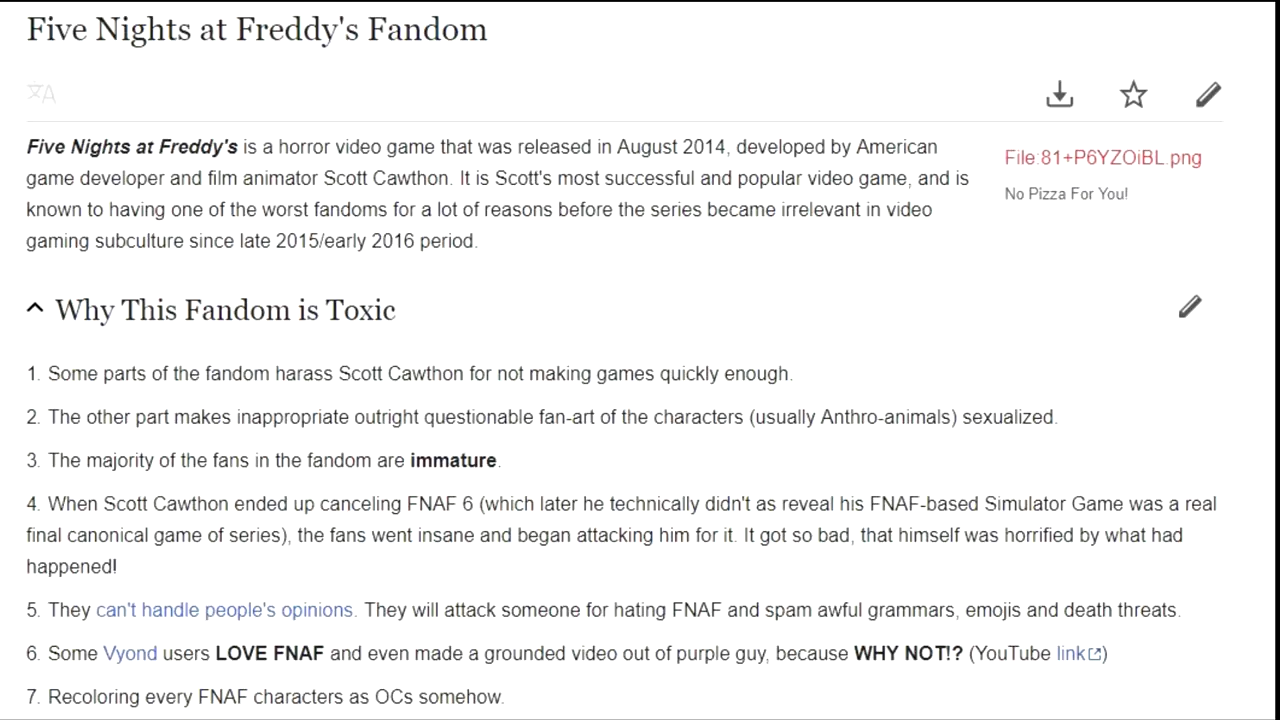 Five Nights at Freddy's Fandom
文A
Five Nights at Freddy's is a horror video game that was released in August 2014, developed by American
game developer and film animator Scott Cawthon. It is Scott's most successful and popular video game, and is
known to having one of the worst fandoms for a lot of reasons before the series became irrelevant in video
gaming subculture since late 2015/early 2016 period.
File:81+P6YZOiBL.png
No Pizza For You!
Why This Fandom is Toxic
1. Some parts of the fandom harass Scott Cawthon for not making games quickly enough.
2. The other part makes inappropriate outright questionable fan-art of the characters (usually Anthro-animals) sexualized.
3. The majority of the fans in the fandom are immature.
4. When Scott Cawthon ended up canceling FNAF 6 (which later he technically didn't as reveal his FNAF-based Simulator Game was a real
final canonical game of series), the fans went insane and began attacking him for it. It got so bad, that himself was horrified by what had
happened!
5. They can't handle people's opinions. They will attack someone for hating FNAF and spam awful grammars, emojis and death threats.
6. Some Vyond users LOVE FNAF and even made a grounded video out of purple guy, because WHY NOT!? (YouTube link)
7. Recoloring every FNAF characters as OCs somehow.